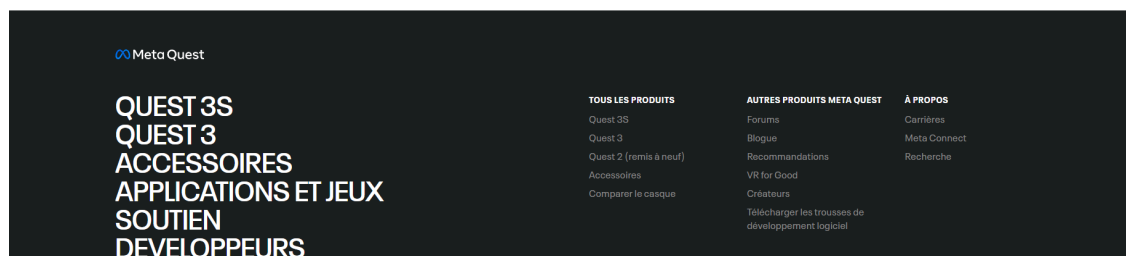 Meta Quest
QUEST 3S
QUEST 3
ACCESSOIRES
APPLICATIONS ET JEUX
SOUTIEN
DEVELOPPEURS
TOUS LES PRODUITS
Quest 3S
Quest 3
Quest 2 (remis à neuf)
Accessoires
Comparer le casque
AUTRES PRODUITS META QUEST
Forums
Blogue
Recommandations
VR for Good
Créateurs
Télécharger les trousses de
développement logiciel
À PROPOS
Carrières
Meta Connect
Recherche